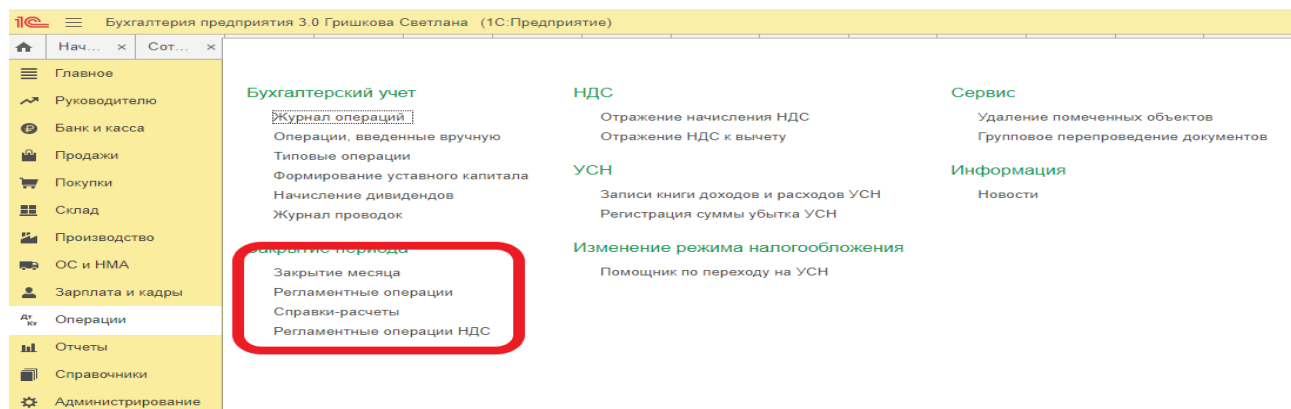 1С Бухгалтерия предприятия 3.0 Гришкова Светлана (1С:Предприятие)
Нач... × Сот... ×
Главное
Руководителю
Банк и касса
Продажи
Покупки
Склад
Производство
ОС и НМА
Зарплата и кадры
Дт Кт Операции
Отчеты
Справочники
Администрирование
Бухгалтерский учет
Журнал операций
Операции, введенные вручную
Типовые операции
Формирование уставного капитала
Начисление дивидендов
Журнал проводок
Закрытие периода
Закрытие месяца
Регламентные операции
Справки-расчеты
Регламентные операции НДС
НДС
Отражение начисления НДС
Отражение НДС к вычету
УСН
Записи книги доходов и расходов УСН
Регистрация суммы убытка УСН
Изменение режима налогообложения
Помощник по переходу на УСН
Сервис
Удаление помеченных объектов
Групповое перепроведение документов
Информация
Новости